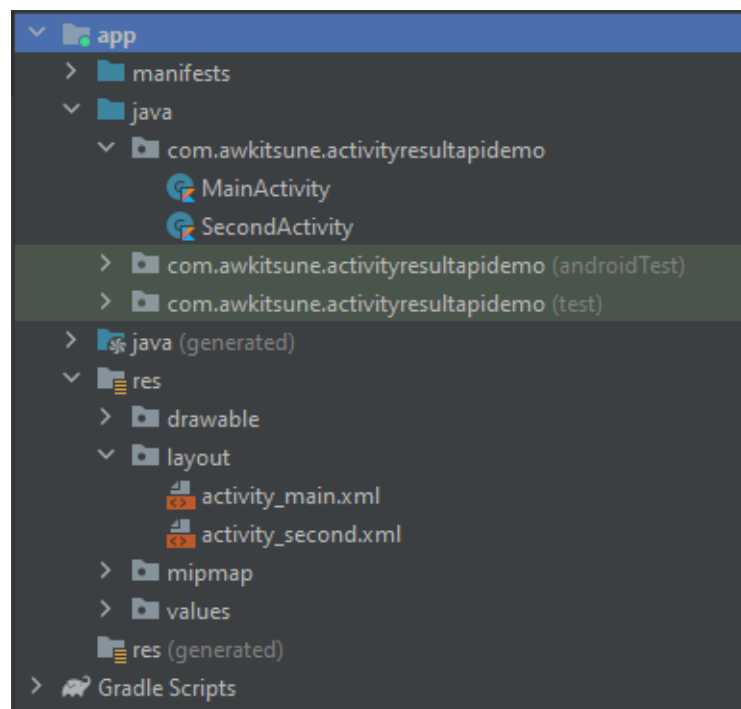 app
manifests
java
com.awkitsune.activityresultapidemo
MainActivity
SecondActivity
com.awkitsune.activityresultapidemo (androidTest)
com.awkitsune.activityresultapidemo (test)
java (generated)
res
drawable
layout
activity_main.xml
activity_second.xml
mipmap
values
res (generated)
Gradle Scripts